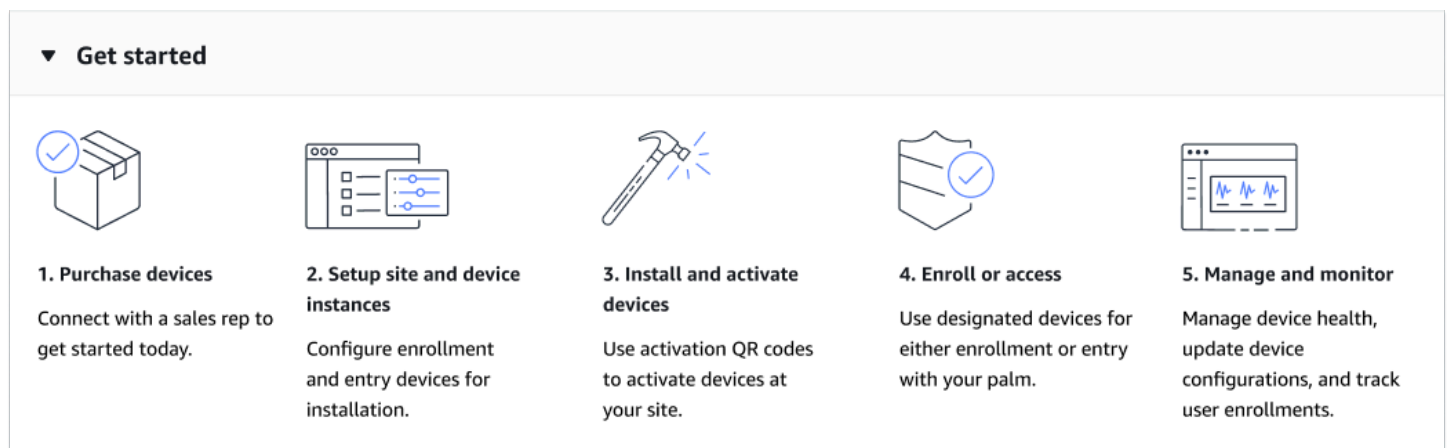 Get started
1. Purchase devices
Connect with a sales rep to
get started today.
2. Setup site and device
instances
Configure enrollment
and entry devices for
installation.
3. Install and activate
devices
Use activation QR codes
to activate devices at
your site.
4. Enroll or access
Use designated devices for
either enrollment or entry
with your palm.
5. Manage and monitor
Manage device health,
update device
configurations, and track
user enrollments.